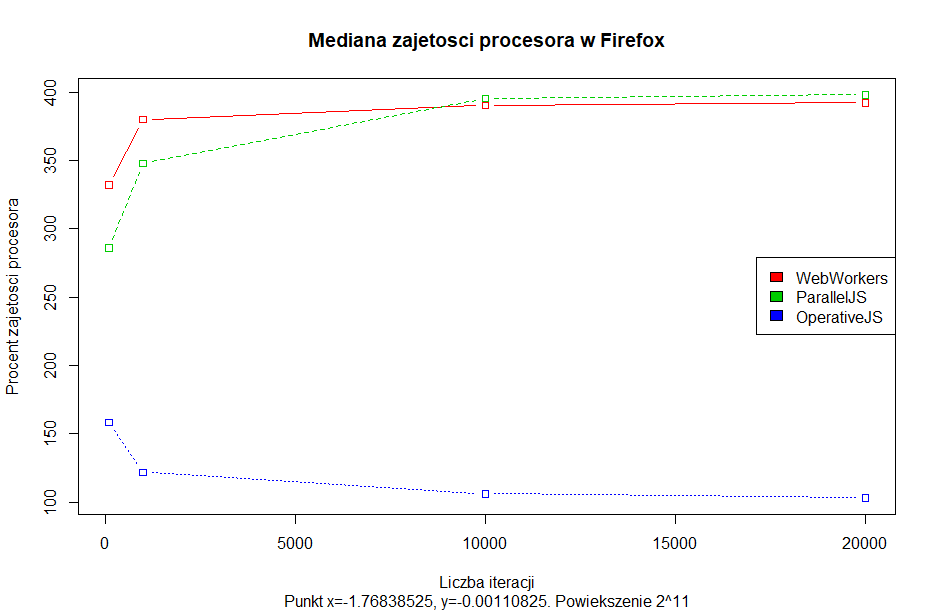 Mediana zajetosci procesora w Firefox
Procent zajetosci procesora
400
350
300
250
200
150
100
WebWorkers
ParallelJS
OperativeJS
0 5000 10000 15000 20000
Liczba iteracji
Punkt x=-1.76838525, y=-0.00110825. Powiekszenie 2^11